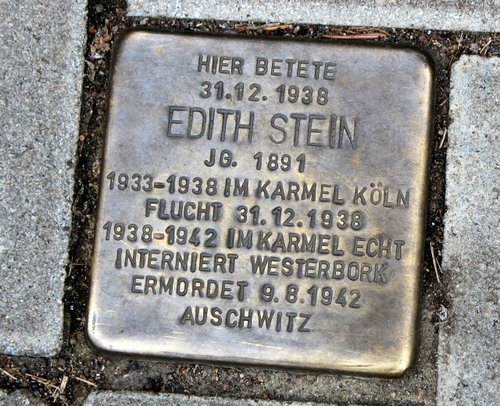 HIER BETETE
31.12.1938
EDITH STEIN
JG. 1891
1933-1938 IM KARMEL KÖLN
FLUCHT 31.12.1938
1938-1942 IM KARMEL ECHT
INTERNIERT WESTERBORK
ERMORDET 9.8.1942
AUSCHWITZ